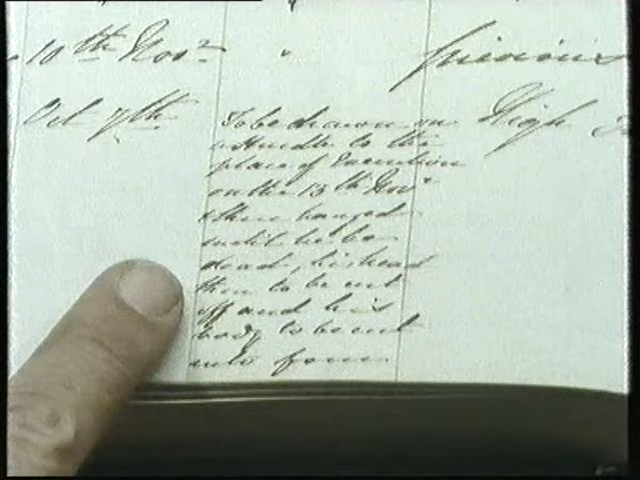 10th Nov^r " previous
Oct 7th To be drawn on High
a Hurdle to the
place of Execution
on the 13th Nov^r
& there hanged
until he be
dead, his head
then to be cut
off and his
body to be cut
into four